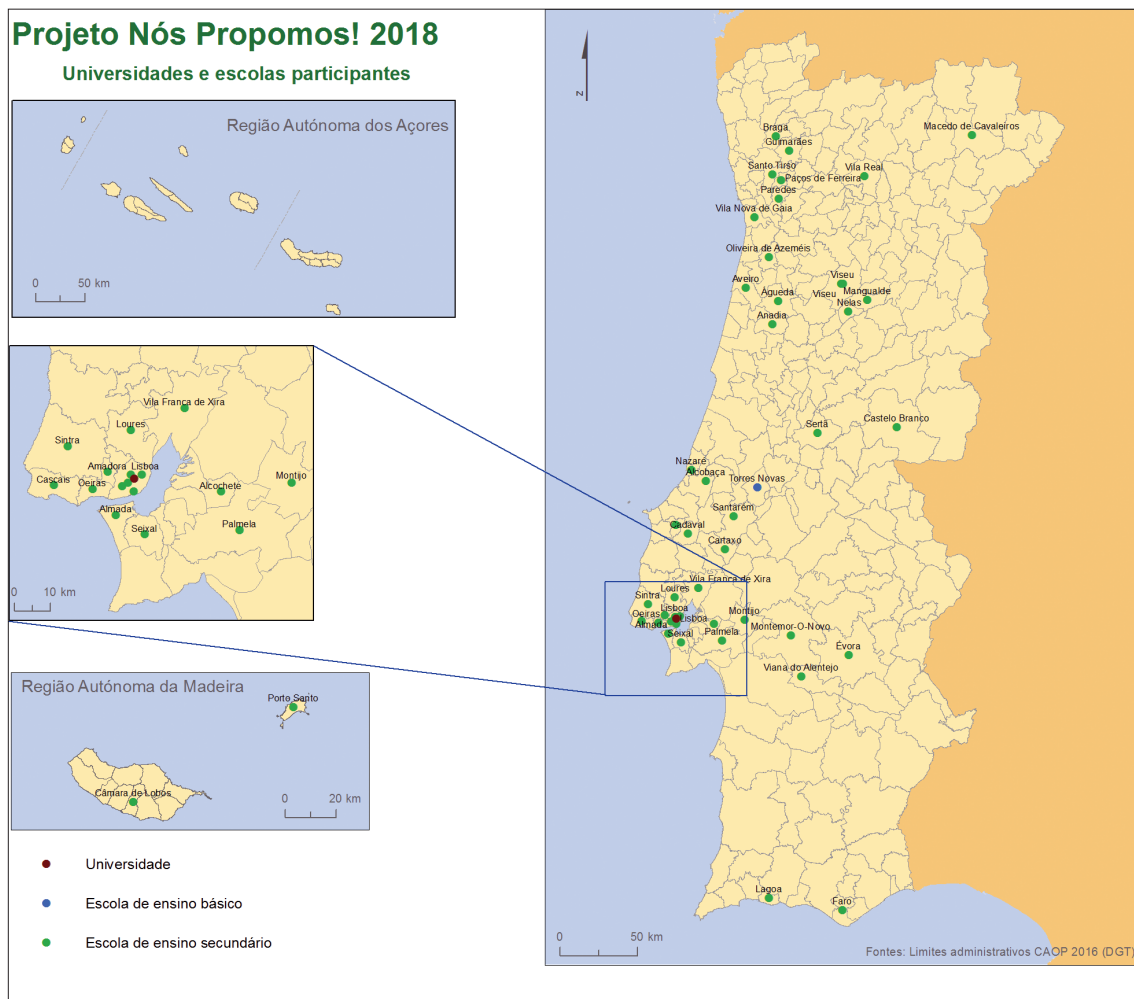 Projeto Nós Propomos! 2018
Universidades e escolas participantes
Região Autónoma dos Açores
0 50 km
Vila Franca de Xira
Loures
Sintra
Amadora Lisboa
Cascais Oeiras
Montijo
Alcochete
Almada
Seixal
Palmela
0 10 km
Região Autónoma da Madeira
Porto Santo
Câmara de Lobos
0 20 km
Universidade
Escola de ensino básico
Escola de ensino secundário
z
Braga
Macedo de Cavaleiros
Guimarães
Santo Tirso
Vila Real
Paços de Ferreira
Paredes
Vila Nova de Gaia
Oliveira de Azeméis
Aveiro
Viseu
Águeda
Viseu
Mangualde
Nelas
Anadia
Castelo Branco
Sertã
Nazaré
Alcobaça
Torres Novas
Santarém
Cadaval
Cartaxo
Vila Franca de Xira
Loures
Sintra
Lisboa
Oeiras
Lisboa
Montijo
Almada
Seixal
Palmela
Montemor-O-Novo
Évora
Viana do Alentejo
Lagoa
Faro
0 50 km
Fontes: Limites administrativos CAOP 2016 (DGT)